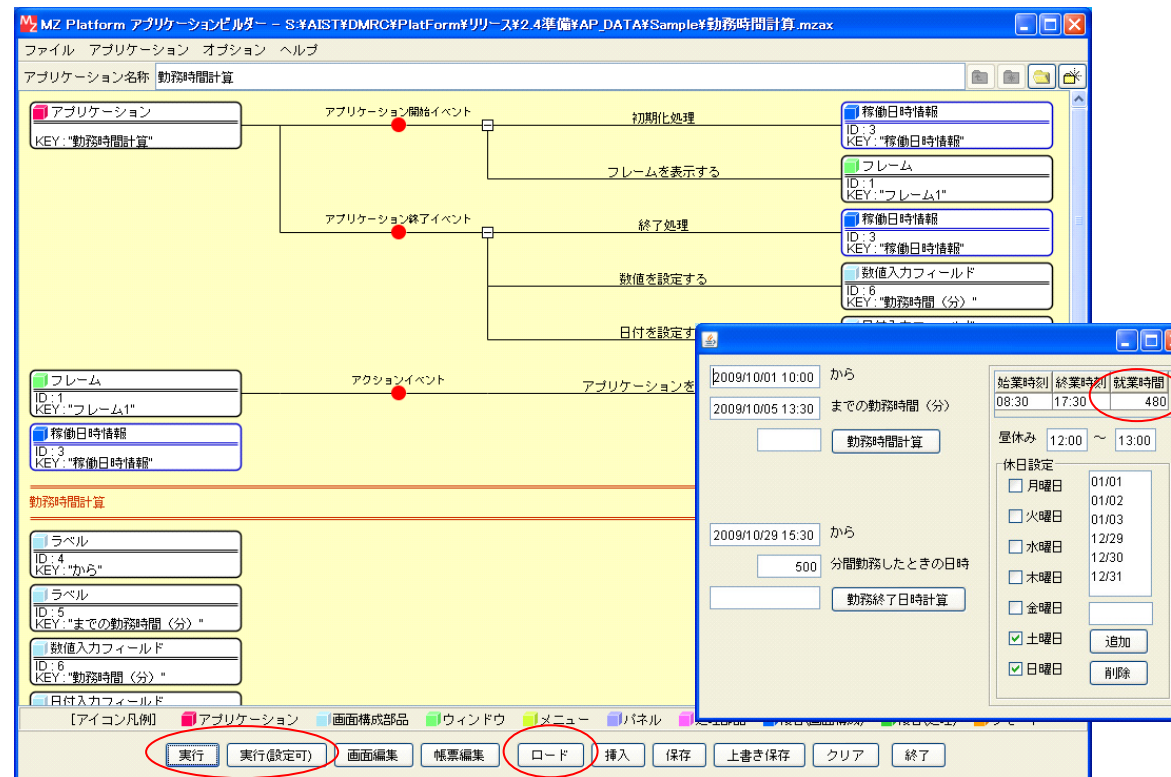 MZ Platform アプリケーションビルダー － S:¥AIST¥DMRC¥PlatForm¥リリース¥2.4準備¥AP_DATA¥Sample¥勤務時間計算.mzax
ファイル アプリケーション オプション ヘルプ
アプリケーション名称 勤務時間計算
アプリケーション
KEY:"勤務時間計算"
アプリケーション開始イベント
初期化処理
稼働日時情報
ID:3
KEY:"稼働日時情報"
フレームを表示する
フレーム
ID:1
KEY:"フレーム1"
アプリケーション終了イベント
終了処理
稼働日時情報
ID:3
KEY:"稼働日時情報"
数値を設定する
数値入力フィールド
ID:6
KEY:"勤務時間（分）"
日付を設定す
フレーム
ID:1
KEY:"フレーム1"
アクションイベント
アプリケーションを
稼働日時情報
ID:3
KEY:"稼働日時情報"
勤務時間計算
ラベル
ID:4
KEY:"から"
ラベル
ID:5
KEY:"までの勤務時間（分）"
数値入力フィールド
ID:6
KEY:"勤務時間（分）"
日付入力フィールド
[アイコン凡例] アプリケーション 画面構成部品 ウィンドウ メニュー パネル
実行 実行(設定可) 画面編集 帳票編集 ロード 挿入 保存 上書き保存 クリア 終了
2009/10/01 10:00 から
2009/10/05 13:30 までの勤務時間（分）
勤務時間計算
2009/10/29 15:30 から
500 分間勤務したときの日時
勤務終了日時計算
始業時刻 終業時刻 就業時間
08:30 17:30 480
昼休み 12:00 ～ 13:00
休日設定
月曜日
火曜日
水曜日
木曜日
金曜日
土曜日
日曜日
01/01
01/02
01/03
12/29
12/30
12/31
追加
削除